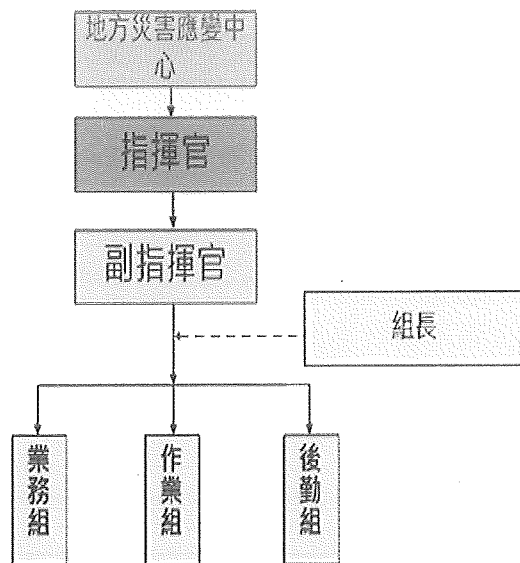 地方災害應變中
心
指揮官
副指揮官
組長
業務組
作業組
後勤組